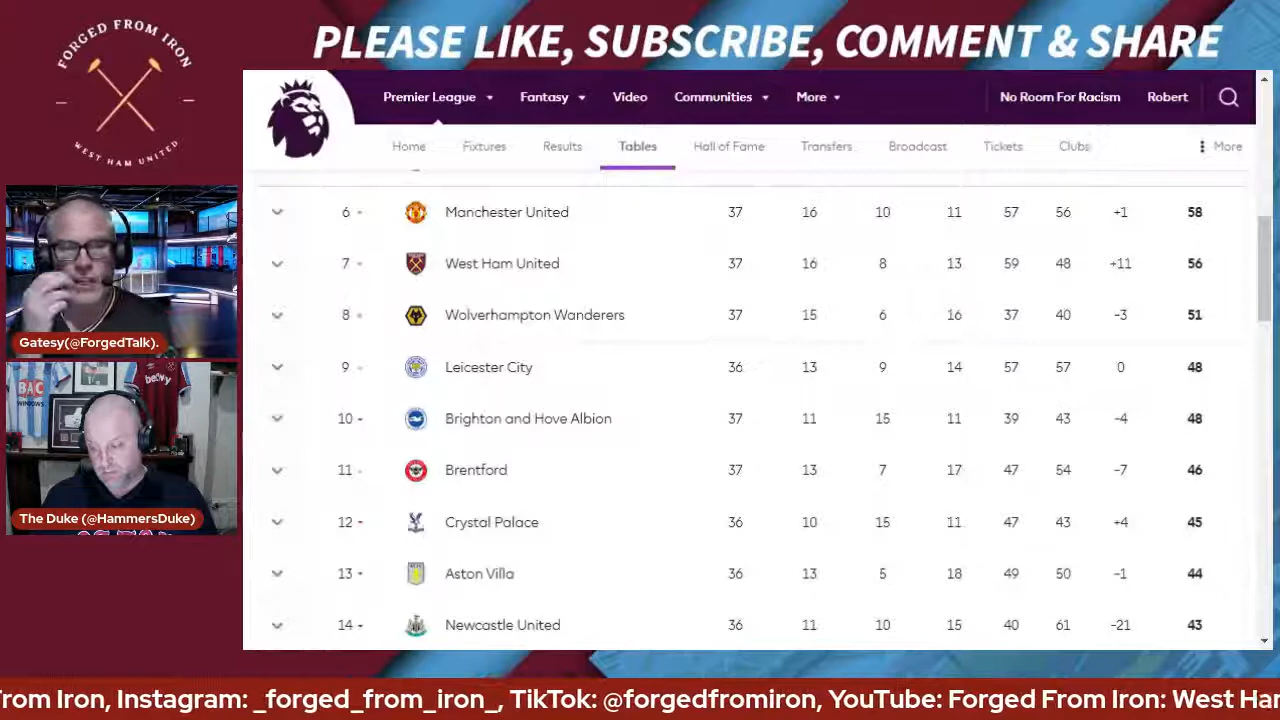 PLEASE LIKE, SUBSCRIBE, COMMENT & SHARE
FORGED FROM IRON
WEST HAM UNITED
Premier League Fantasy Video Communities More No Room For Racism Robert
Home Fixtures Results Tables Hall of Fame Transfers Broadcast Tickets Clubs More
6 Manchester United 37 16 10 11 57 56 +1 58
7 West Ham United 37 16 8 13 59 48 +11 56
8 Wolverhampton Wanderers 37 15 6 16 37 40 -3 51
9 Leicester City 36 13 9 14 57 57 0 48
10 Brighton and Hove Albion 37 11 15 11 39 43 -4 48
11 Brentford 37 13 7 17 47 54 -7 46
12 Crystal Palace 36 10 15 11 47 43 +4 45
13 Aston Villa 36 13 5 18 49 50 -1 44
14 Newcastle United 36 11 10 15 40 61 -21 43
Gatesy(@ForgedTalk).
BAC
WINDOWS
betway
The Duke (@HammersDuke)
From Iron, Instagram: _forged_from_iron_, TikTok: @forgedfromiron, YouTube: Forged From Iron: West Ha